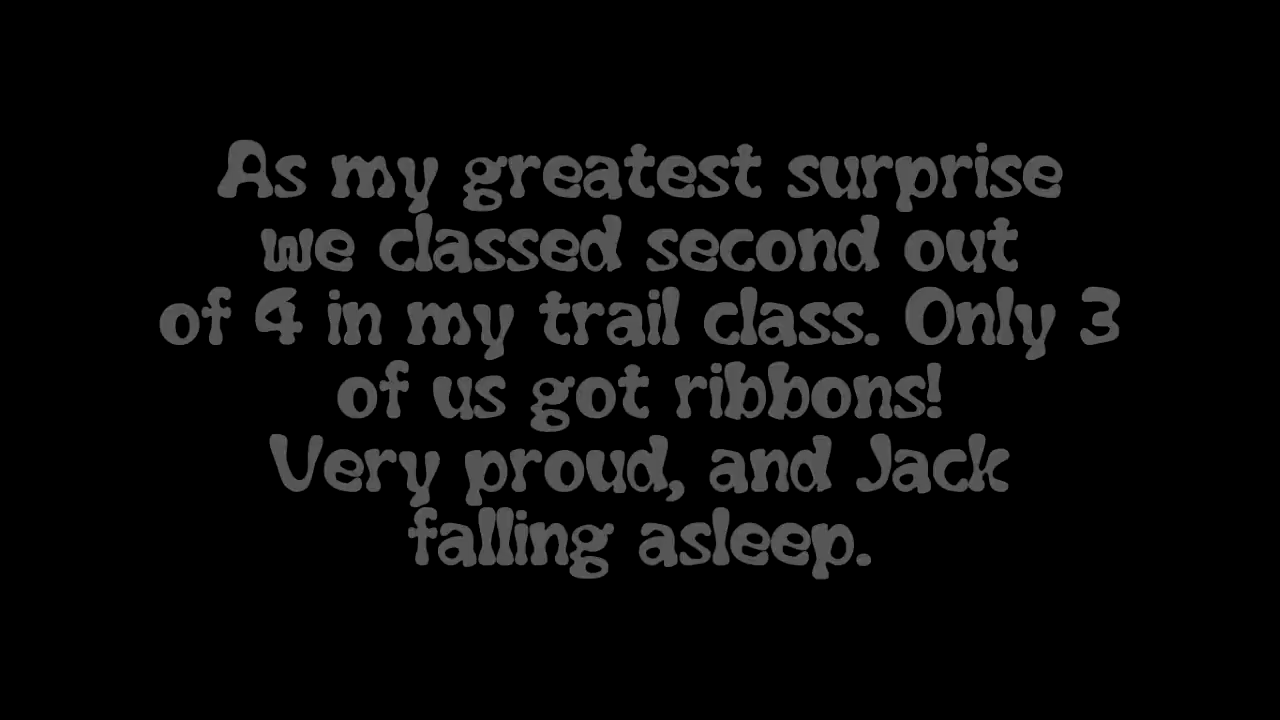 As my greatest surprise
we classed second out
of 4 in my trail class. Only 3
of us got ribbons!
Very proud, and Jack
falling asleep.